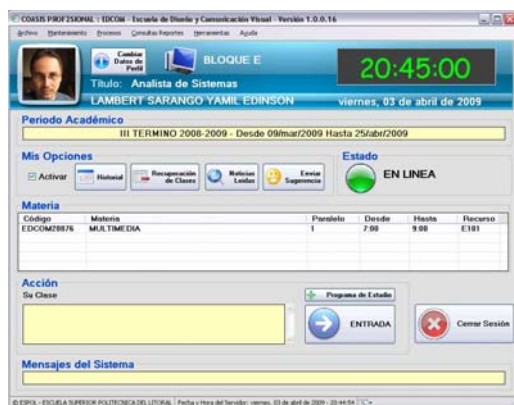 COASIS PROFESIONAL : EDCOM - Escuela de Diseño y Comunicación Visual - Versión 1.0.0.16
Archivo Mantenimiento Procesos Consultas Reportes Herramientas Ayuda
Cambiar Datos de Perfil
BLOQUE E
20:45:00
Título: Analista de Sistemas
LAMBERT SARANGO YAMIL EDINSON
viernes, 03 de abril de 2009
Periodo Académico
III TERMINO 2008-2009 - Desde 09/mar/2009 Hasta 25/abr/2009
Mis Opciones
Estado
Activar
Historial
Recuperación de Clases
Noticias Leidas
Enviar Sugerencia
EN LINEA
Materia
Código Materia Paralelo Desde Hasta Recurso
EDCOM20876 MULTIMEDIA 1 7:00 9:00 E101
Acción
Su Clase
Programa de Estudio
ENTRADA
Cerrar Sesión
Mensajes del Sistema
© ESPOL - ESCUELA SUPERIOR POLITECNICA DEL LITORAL Fecha y Hora del Servidor: viernes, 03 de abril de 2009 - 20:44:54